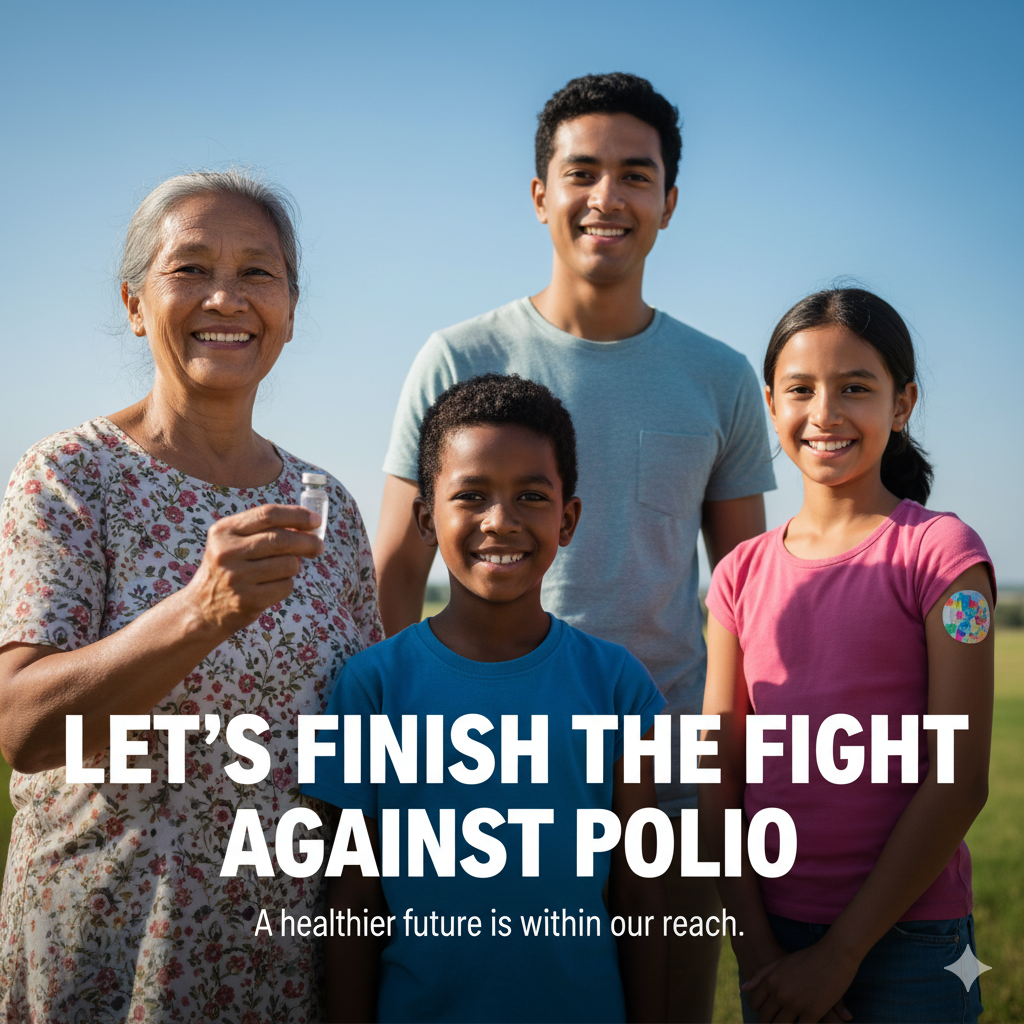 LET'S FINISH THE FIGHT
AGAINST POLIO
A healthier future is within our reach.